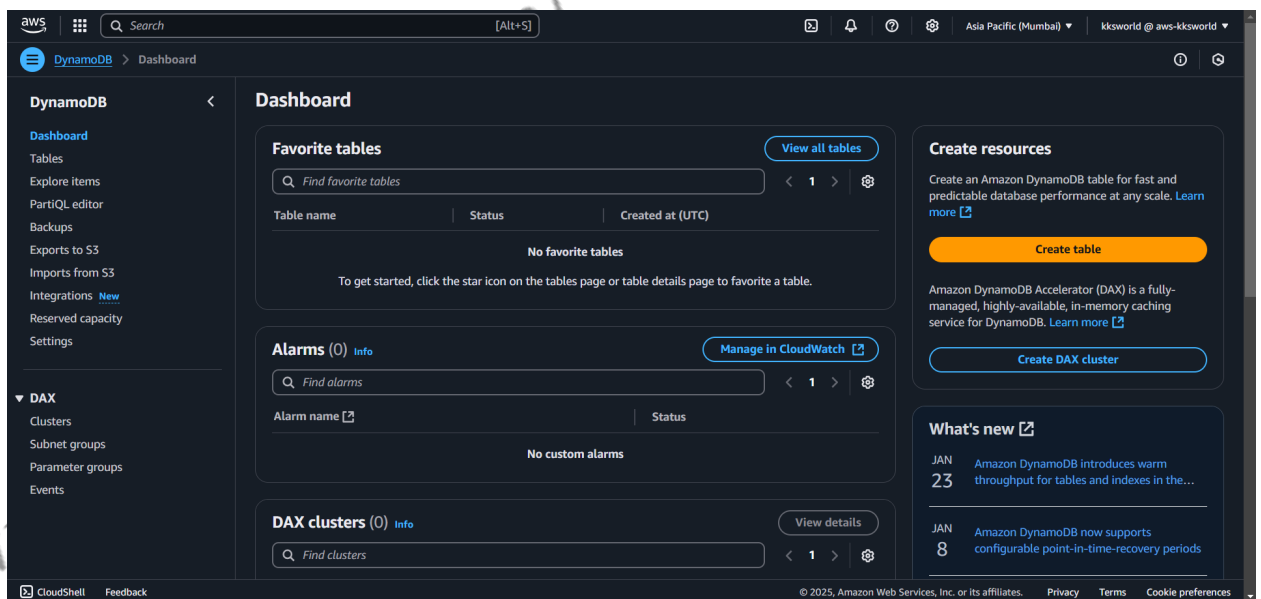 aws
Search [Alt+S]
Asia Pacific (Mumbai) ▼
kksworld @ aws-kksworld ▼
DynamoDB > Dashboard
DynamoDB
Dashboard
Tables
Explore items
PartiQL editor
Backups
Exports to S3
Imports from S3
Integrations New
Reserved capacity
Settings
▼ DAX
Clusters
Subnet groups
Parameter groups
Events
Dashboard
Favorite tables
View all tables
Find favorite tables
< 1 >
Table name Status Created at (UTC)
No favorite tables
To get started, click the star icon on the tables page or table details page to favorite a table.
Alarms (0) Info
Manage in CloudWatch
Find alarms
< 1 >
Alarm name Status
No custom alarms
DAX clusters (0) Info
View details
Find clusters
< 1 >
Create resources
Create an Amazon DynamoDB table for fast and
predictable database performance at any scale. Learn
more
Create table
Amazon DynamoDB Accelerator (DAX) is a fully-
managed, highly-available, in-memory caching
service for DynamoDB. Learn more
Create DAX cluster
What's new
JAN
23
Amazon DynamoDB introduces warm
throughput for tables and indexes in the...
JAN
8
Amazon DynamoDB now supports
configurable point-in-time-recovery periods
CloudShell Feedback
© 2025, Amazon Web Services, Inc. or its affiliates. Privacy Terms Cookie preferences